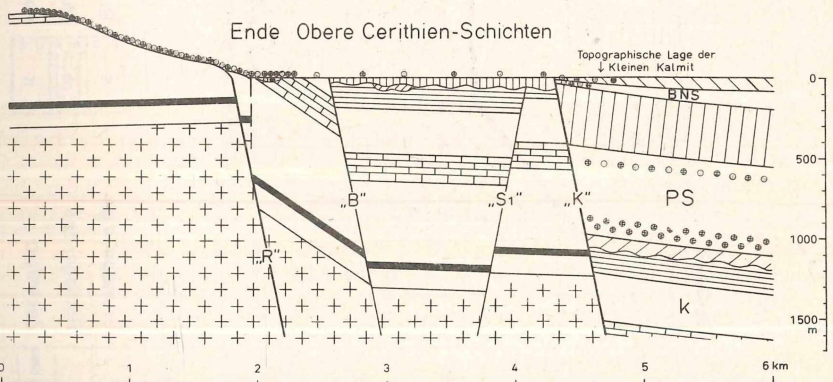 Ende Obere Cerithien-Schichten
Topographische Lage der
↓ Kleinen Kalmit
0
BNS
500
„B" „S1" „K" PS
1000
„R"
K
1500
m
0 1 2 3 4 5 6 km